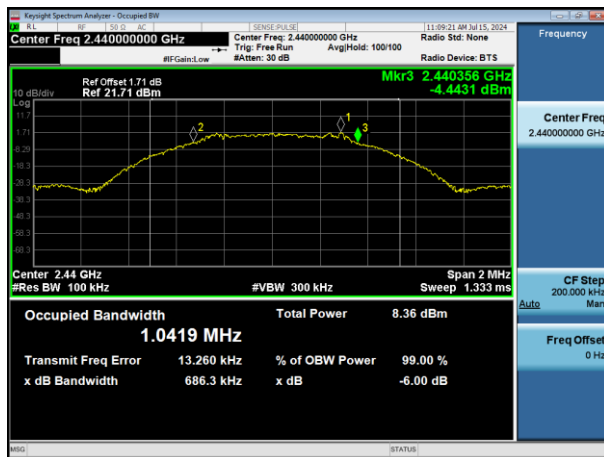 Keysight Spectrum Analyzer - Occupied BW
RL RF 50 Ω AC SENSE:PULSE 11:09:21 AM Jul 15, 2024
Center Freq 2.440000000 GHz Center Freq: 2.440000000 GHz Radio Std: None
Trig: Free Run Avg|Hold: 100/100
#IFGain:Low #Atten: 30 dB Radio Device: BTS
Frequency
Mkr3 2.440356 GHz
-4.4431 dBm
Ref Offset 1.71 dB
10 dB/div Ref 21.71 dBm
Log
11.7
1.71
-8.29
-18.3
-28.3
-38.3
-48.3
-58.3
-68.3
2
1
3
Center 2.44 GHz Span 2 MHz
#Res BW 100 kHz #VBW 300 kHz Sweep 1.333 ms
Occupied Bandwidth Total Power 8.36 dBm
1.0419 MHz
Transmit Freq Error 13.260 kHz % of OBW Power 99.00 %
x dB Bandwidth 686.3 kHz x dB -6.00 dB
Center Freq
2.440000000 GHz
CF Step
200.000 kHz
Auto Man
Freq Offset
0 Hz
MSG STATUS